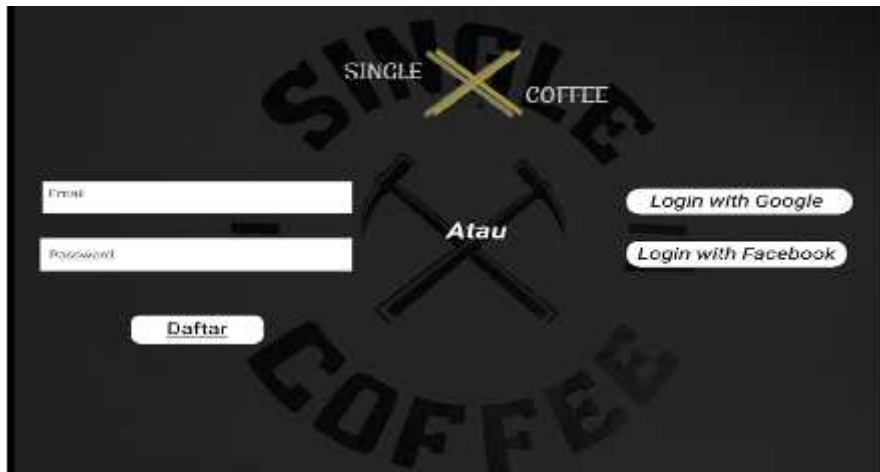 SINGLE
SINGLE
COFFEE
Email
Password
Daftar
Atau
Login with Google
Login with Facebook
COFFEE